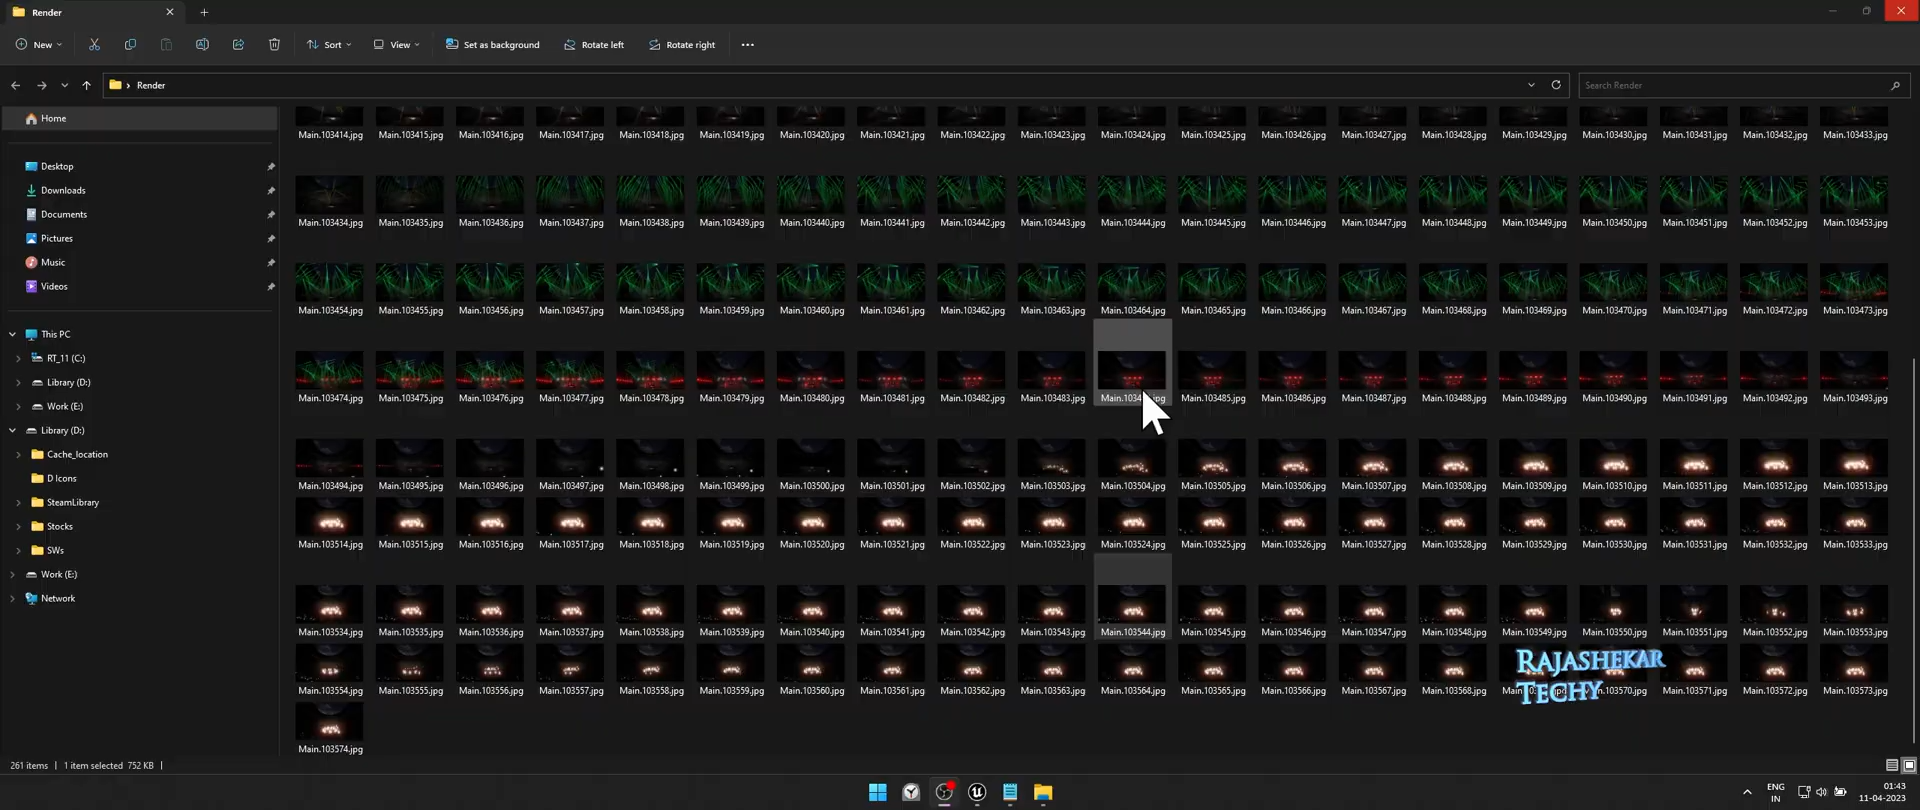 Render
New
Sort
View
Set as background
Rotate left
Rotate right
Render
Search Render
Home
Desktop
Downloads
Documents
Pictures
Music
Videos
This PC
RT_11 (C:)
Library (D:)
Work (E:)
Library (D:)
Cache_location
D Icons
SteamLibrary
Stocks
SWs
Work (E:)
Network
Main.103414.jpg Main.103415.jpg Main.103416.jpg Main.103417.jpg Main.103418.jpg Main.103419.jpg Main.103420.jpg Main.103421.jpg Main.103422.jpg Main.103423.jpg Main.103424.jpg Main.103425.jpg Main.103426.jpg Main.103427.jpg Main.103428.jpg Main.103429.jpg Main.103430.jpg Main.103431.jpg Main.103432.jpg Main.103433.jpg
Main.103434.jpg Main.103435.jpg Main.103436.jpg Main.103437.jpg Main.103438.jpg Main.103439.jpg Main.103440.jpg Main.103441.jpg Main.103442.jpg Main.103443.jpg Main.103444.jpg Main.103445.jpg Main.103446.jpg Main.103447.jpg Main.103448.jpg Main.103449.jpg Main.103450.jpg Main.103451.jpg Main.103452.jpg Main.103453.jpg
Main.103454.jpg Main.103455.jpg Main.103456.jpg Main.103457.jpg Main.103458.jpg Main.103459.jpg Main.103460.jpg Main.103461.jpg Main.103462.jpg Main.103463.jpg Main.103464.jpg Main.103465.jpg Main.103466.jpg Main.103467.jpg Main.103468.jpg Main.103469.jpg Main.103470.jpg Main.103471.jpg Main.103472.jpg Main.103473.jpg
Main.103474.jpg Main.103475.jpg Main.103476.jpg Main.103477.jpg Main.103478.jpg Main.103479.jpg Main.103480.jpg Main.103481.jpg Main.103482.jpg Main.103483.jpg Main.103485.jpg Main.103486.jpg Main.103487.jpg Main.103488.jpg Main.103489.jpg Main.103490.jpg Main.103491.jpg Main.103492.jpg Main.103493.jpg
Main.103494.jpg Main.103495.jpg Main.103496.jpg Main.103497.jpg Main.103498.jpg Main.103499.jpg Main.103500.jpg Main.103501.jpg Main.103502.jpg Main.103503.jpg Main.103504.jpg Main.103505.jpg Main.103506.jpg Main.103507.jpg Main.103508.jpg Main.103509.jpg Main.103510.jpg Main.103511.jpg Main.103512.jpg Main.103513.jpg
Main.103514.jpg Main.103515.jpg Main.103516.jpg Main.103517.jpg Main.103518.jpg Main.103519.jpg Main.103520.jpg Main.103521.jpg Main.103522.jpg Main.103523.jpg Main.103524.jpg Main.103525.jpg Main.103526.jpg Main.103527.jpg Main.103528.jpg Main.103529.jpg Main.103530.jpg Main.103531.jpg Main.103532.jpg Main.103533.jpg
Main.103534.jpg Main.103535.jpg Main.103536.jpg Main.103537.jpg Main.103538.jpg Main.103539.jpg Main.103540.jpg Main.103541.jpg Main.103542.jpg Main.103543.jpg Main.103544.jpg Main.103545.jpg Main.103546.jpg Main.103547.jpg Main.103548.jpg Main.103549.jpg Main.103550.jpg Main.103551.jpg Main.103552.jpg Main.103553.jpg
Main.103554.jpg Main.103555.jpg Main.103556.jpg Main.103557.jpg Main.103558.jpg Main.103559.jpg Main.103560.jpg Main.103561.jpg Main.103562.jpg Main.103563.jpg Main.103564.jpg Main.103565.jpg Main.103566.jpg Main.103567.jpg Main.103568.jpg Main.103571.jpg Main.103572.jpg Main.103573.jpg
Main.103574.jpg
RAJASHEKAR
TECHY
261 items 1 item selected 752 KB
ENG
IN
01:43
11-04-2023